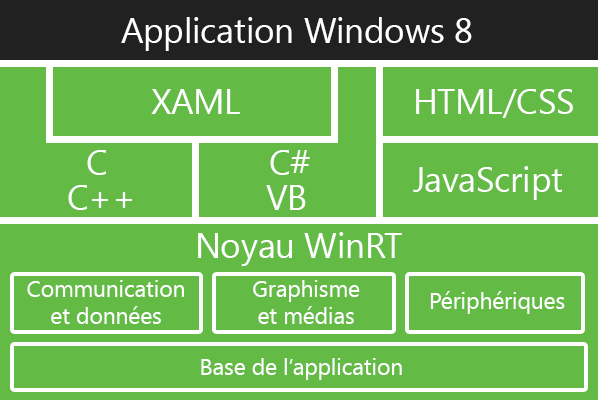 Application Windows 8
XAML
HTML/CSS
C
C++
C#
VB
JavaScript
Noyau WinRT
Communication
et données
Graphisme
et médias
Périphériques
Base de l’application